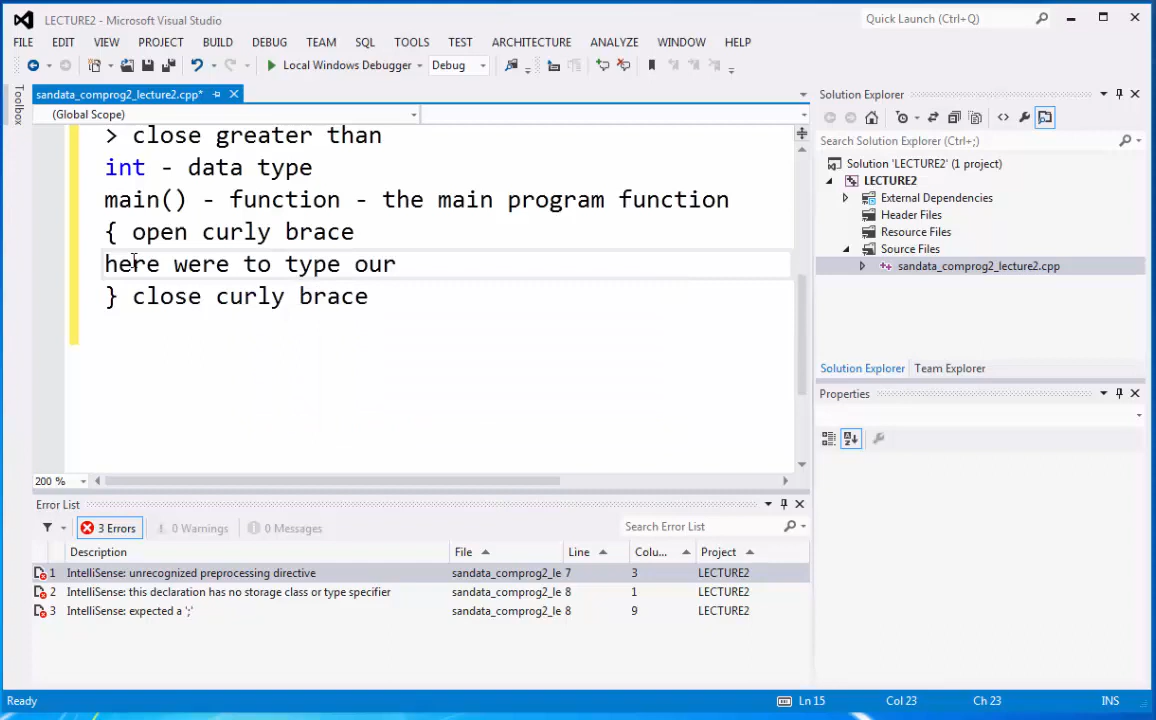 LECTURE2 - Microsoft Visual Studio
Quick Launch (Ctrl+Q)
FILE EDIT VIEW PROJECT BUILD DEBUG TEAM SQL TOOLS TEST ARCHITECTURE ANALYZE WINDOW HELP
Local Windows Debugger Debug
Toolbox
sandata_comprog2_lecture2.cpp*
(Global Scope)
> close greater than
int - data type
main() - function - the main program function
{ open curly brace
here were to type our
} close curly brace
200 %
Solution Explorer
Search Solution Explorer (Ctrl+;)
Solution 'LECTURE2' (1 project)
LECTURE2
External Dependencies
Header Files
Resource Files
Source Files
sandata_comprog2_lecture2.cpp
Solution Explorer Team Explorer
Properties
Error List
3 Errors 0 Warnings 0 Messages Search Error List
Description File Line Colu... Project
1 IntelliSense: unrecognized preprocessing directive sandata_comprog2_le 7 3 LECTURE2
2 IntelliSense: this declaration has no storage class or type specifier sandata_comprog2_le 8 1 LECTURE2
3 IntelliSense: expected a ';' sandata_comprog2_le 8 9 LECTURE2
Ready Ln 15 Col 23 Ch 23 INS